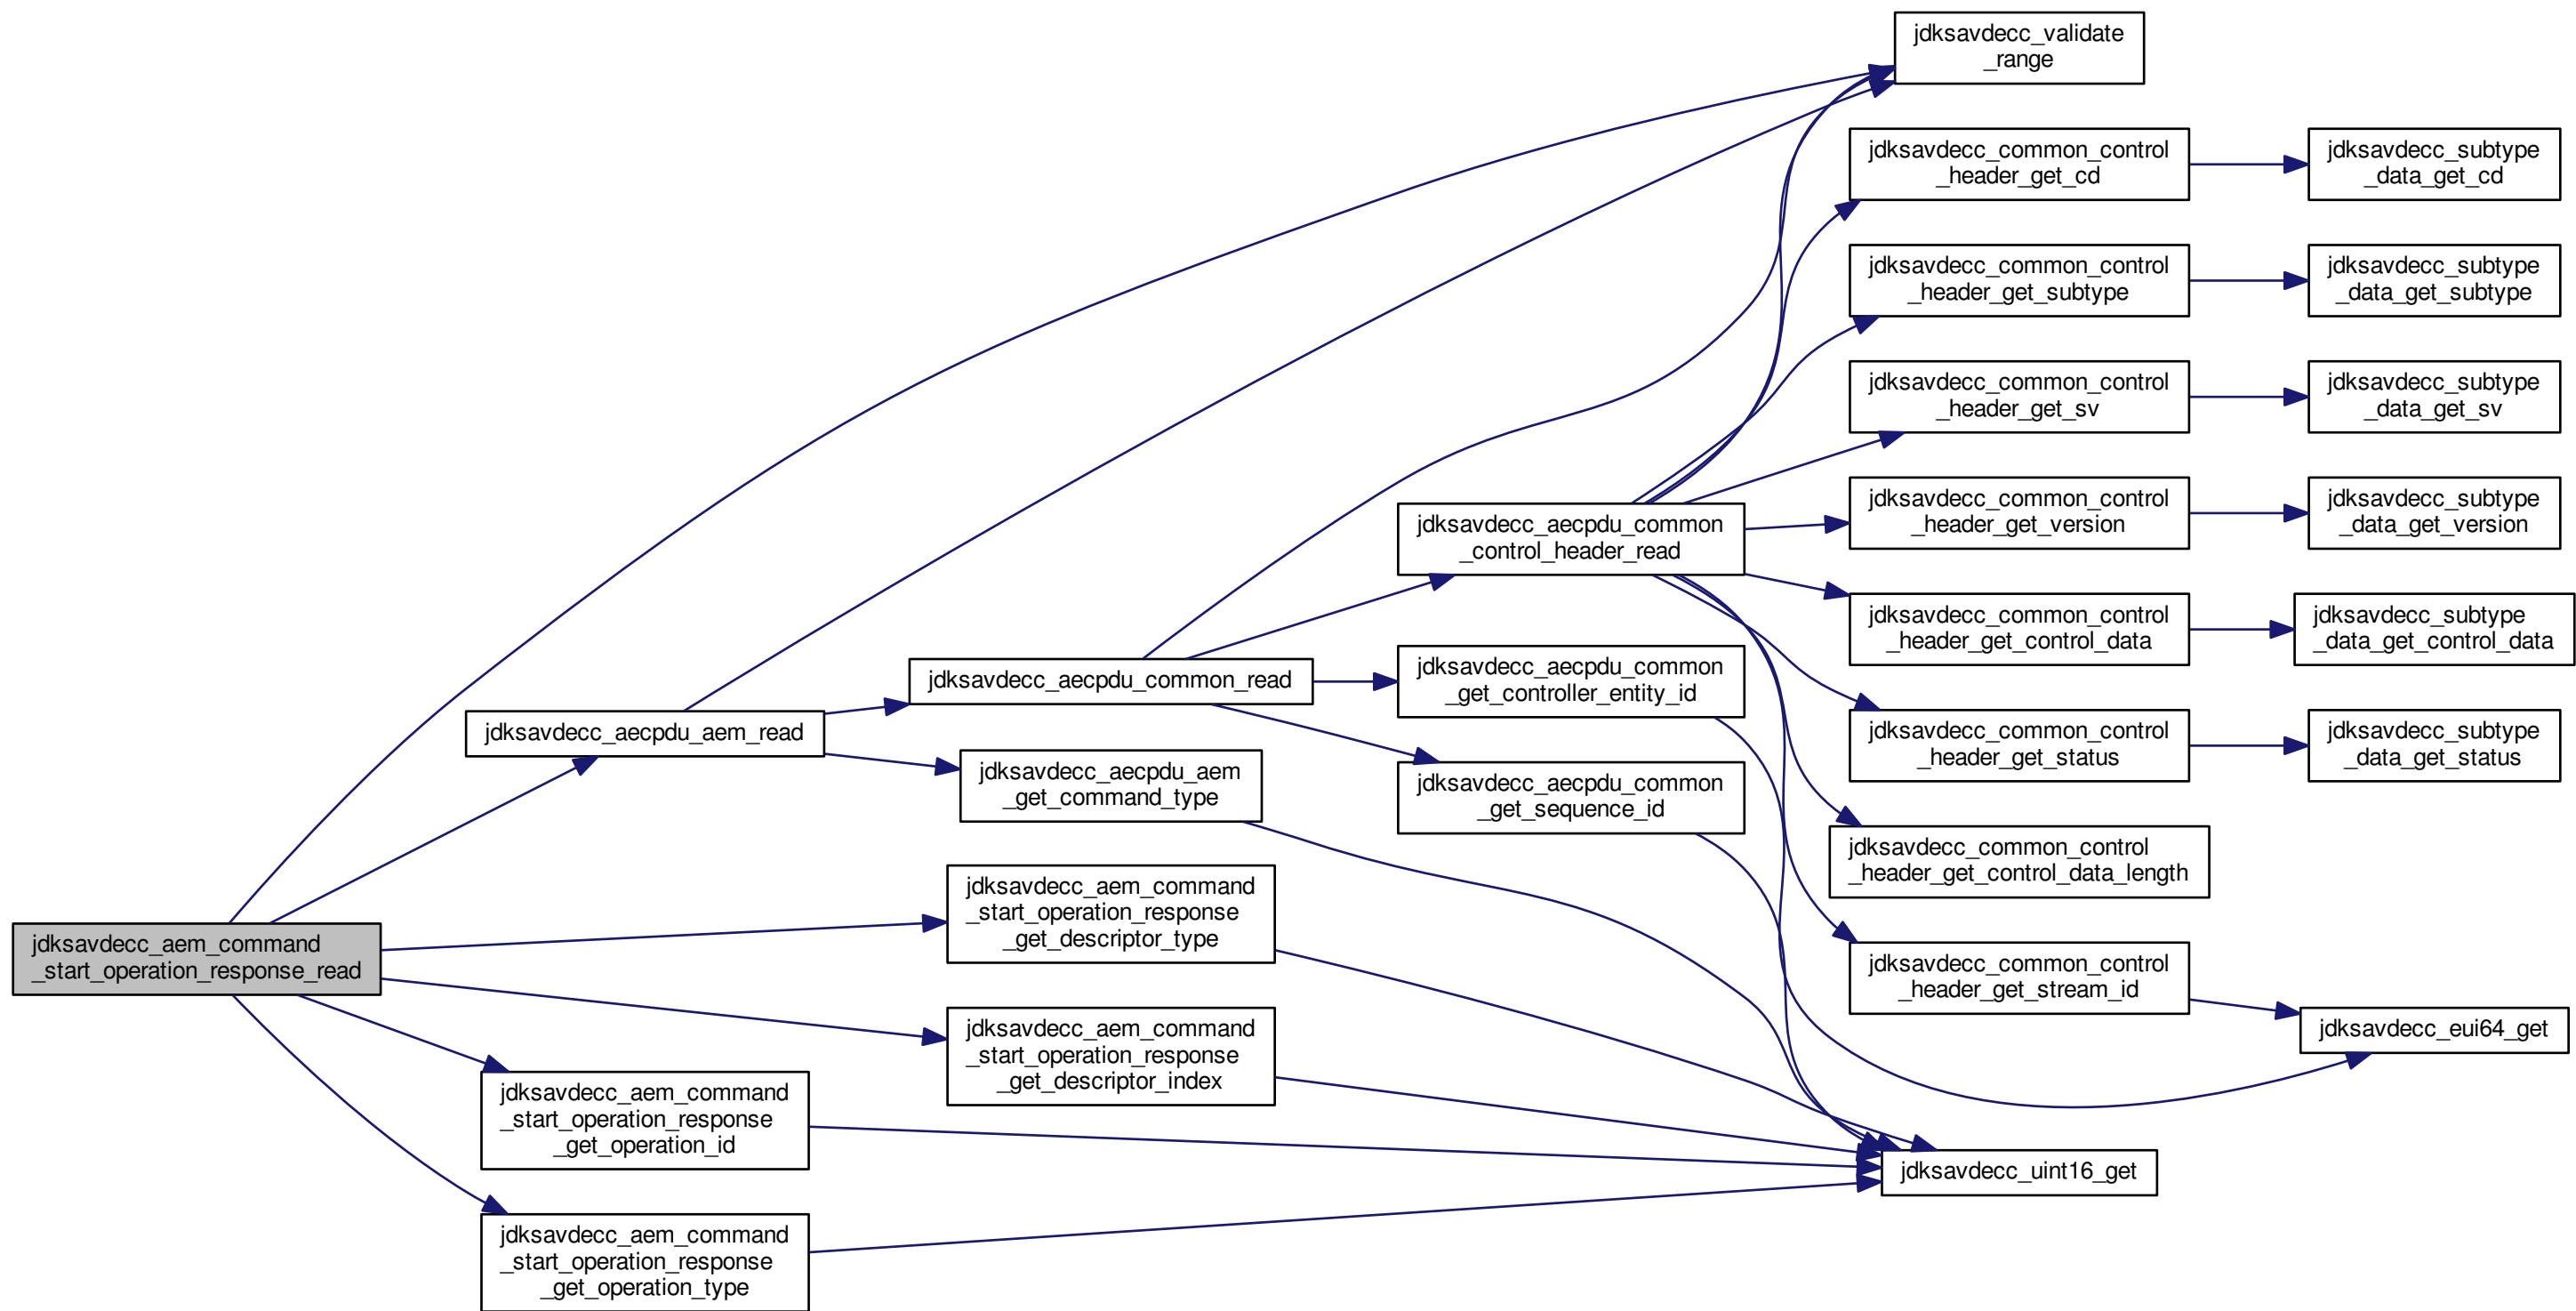 jdksavdecc_validate
_range
jdksavdecc_common_control
_header_get_cd
jdksavdecc_subtype
_data_get_cd
jdksavdecc_common_control
_header_get_subtype
jdksavdecc_subtype
_data_get_subtype
jdksavdecc_common_control
_header_get_sv
jdksavdecc_subtype
_data_get_sv
jdksavdecc_common_control
_header_get_version
jdksavdecc_subtype
_data_get_version
jdksavdecc_aecpdu_common
_control_header_read
jdksavdecc_common_control
_header_get_control_data
jdksavdecc_subtype
_data_get_control_data
jdksavdecc_aecpdu_common_read
jdksavdecc_aecpdu_common
_get_controller_entity_id
jdksavdecc_aecpdu_aem_read
jdksavdecc_common_control
_header_get_status
jdksavdecc_subtype
_data_get_status
jdksavdecc_aecpdu_aem
_get_command_type
jdksavdecc_aecpdu_common
_get_sequence_id
jdksavdecc_common_control
_header_get_control_data_length
jdksavdecc_aem_command
_start_operation_response
_get_descriptor_type
jdksavdecc_aem_command
_start_operation_response_read
jdksavdecc_common_control
_header_get_stream_id
jdksavdecc_eui64_get
jdksavdecc_aem_command
_start_operation_response
_get_descriptor_index
jdksavdecc_aem_command
_start_operation_response
_get_operation_id
jdksavdecc_uint16_get
jdksavdecc_aem_command
_start_operation_response
_get_operation_type